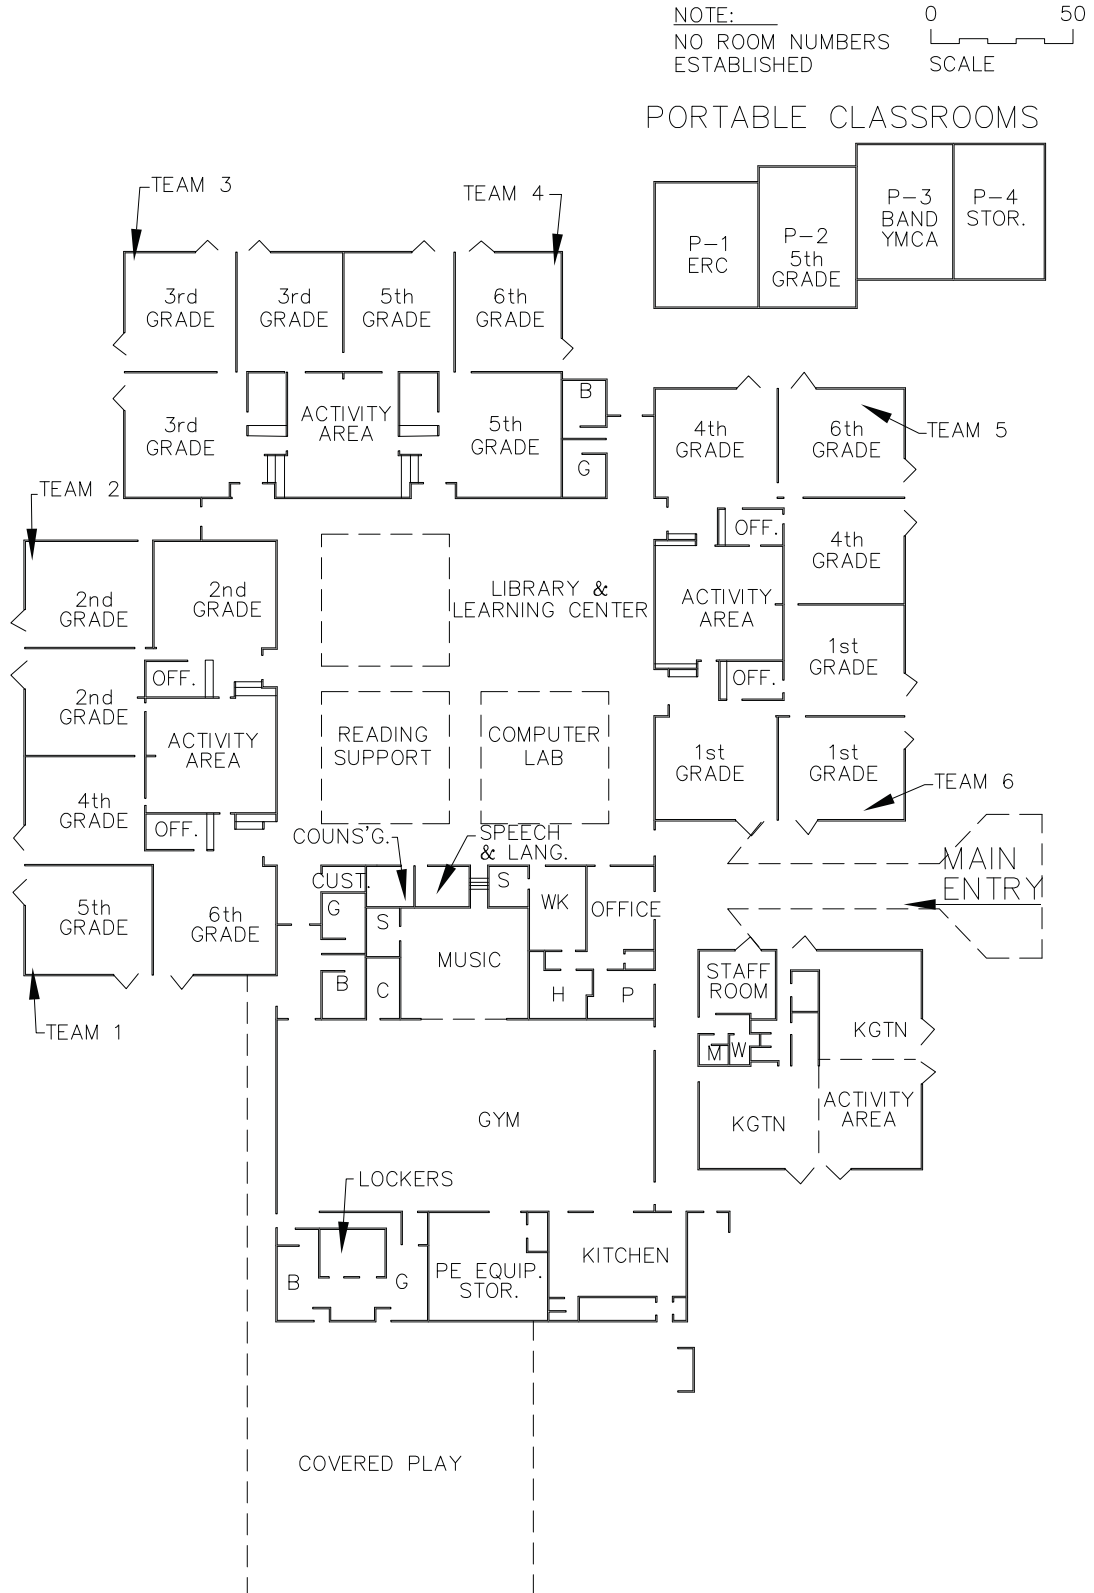 NOTE:
NO ROOM NUMBERS
ESTABLISHED
0 50
SCALE
PORTABLE CLASSROOMS
P-1
ERC
P-2
5th
GRADE
P-3
BAND
YMCA
P-4
STOR.
TEAM 3
TEAM 4
3rd
GRADE
3rd
GRADE
5th
GRADE
6th
GRADE
3rd
GRADE
ACTIVITY
AREA
5th
GRADE
B
G
4th
GRADE
6th
GRADE
TEAM 5
TEAM 2
OFF.
4th
GRADE
2nd
GRADE
2nd
GRADE
LIBRARY &
LEARNING CENTER
ACTIVITY
AREA
1st
GRADE
OFF.
OFF.
2nd
GRADE
ACTIVITY
AREA
READING
SUPPORT
COMPUTER
LAB
1st
GRADE
1st
GRADE
TEAM 6
4th
GRADE
OFF.
COUNS'G.
SPEECH
& LANG.
MAIN
ENTRY
5th
GRADE
6th
GRADE
CUST.
G
S
S
WK
OFFICE
MUSIC
B
C
H
P
STAFF
ROOM
M
W
KGTN
TEAM 1
KGTN
ACTIVITY
AREA
GYM
LOCKERS
B
G
PE EQUIP.
STOR.
KITCHEN
COVERED PLAY